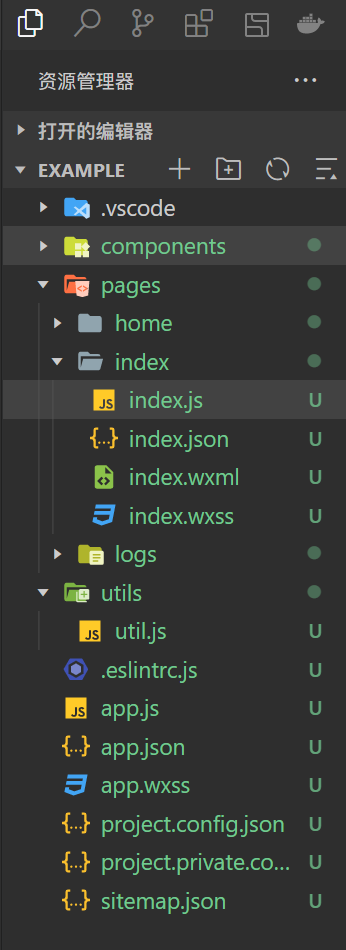 资源管理器
打开的编辑器
EXAMPLE
.vscode
components
pages
home
index
index.js U
index.json U
index.wxml U
index.wxss U
logs
utils
util.js U
.eslintrc.js U
app.js U
app.json U
app.wxss U
project.config.json U
project.private.co... U
sitemap.json U